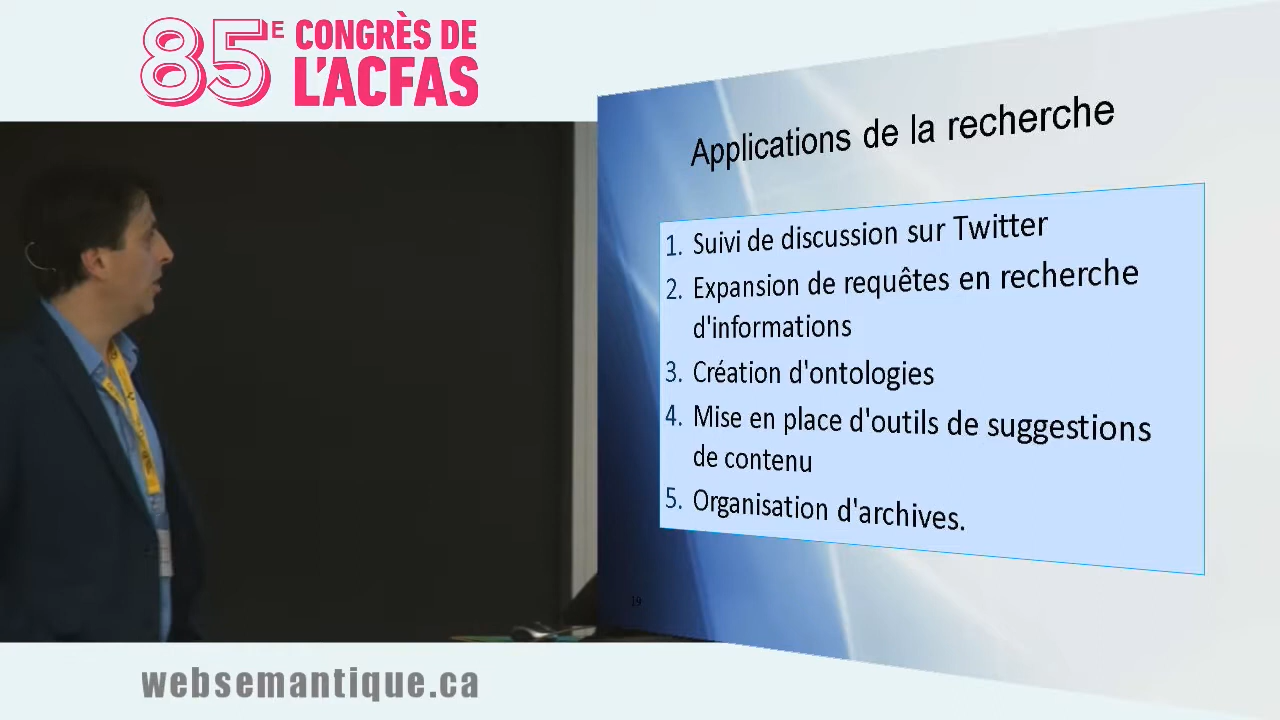 85E CONGRÈS DE
L'ACFAS
Applications de la recherche
1. Suivi de discussion sur Twitter
2. Expansion de requêtes en recherche
d'informations
3. Création d'ontologies
4. Mise en place d'outils de suggestions
de contenu
5. Organisation d'archives.
19
websemantique.ca